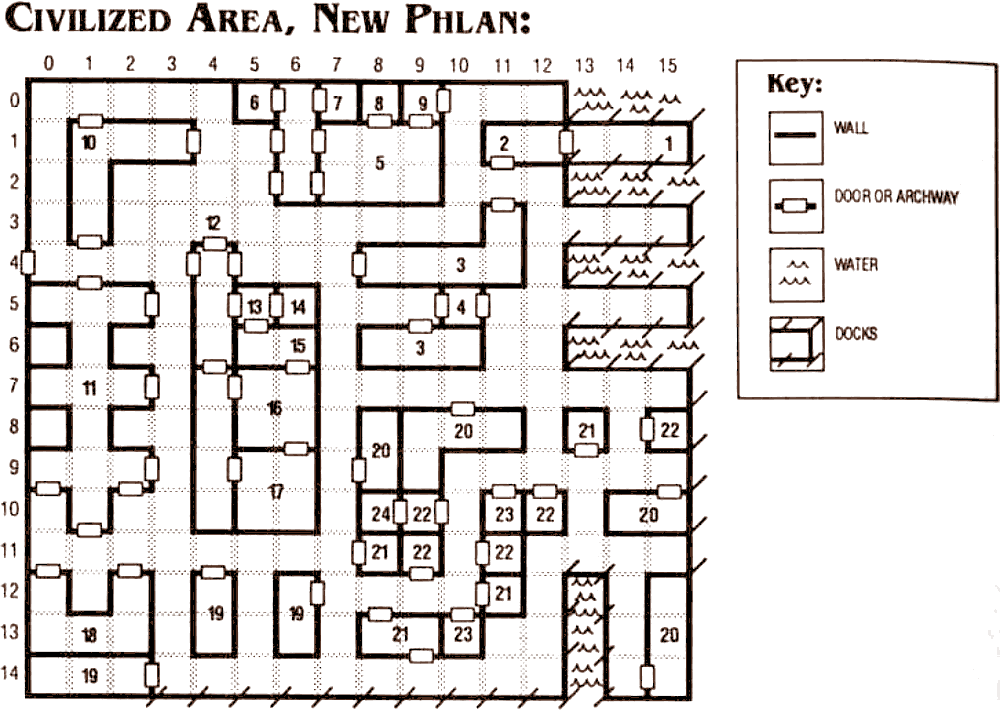 CIVILIZED AREA, NEW PHLAN:
0 1 2 3 4 5 6 7 8 9 10 11 12 13 14 15
Key:
0 6 7 8 9
WALL
1 10 5 2 1
2
DOOR OR ARCHWAY
3 12
4 3
WATER
5 13 14 4
6 15 3
DOCKS
7 11
8 16 20 20 21 22
9
10 17 24 22 23 22 20
11 21 22 22
12 19 19 21
13 18 21 23 20
14 19